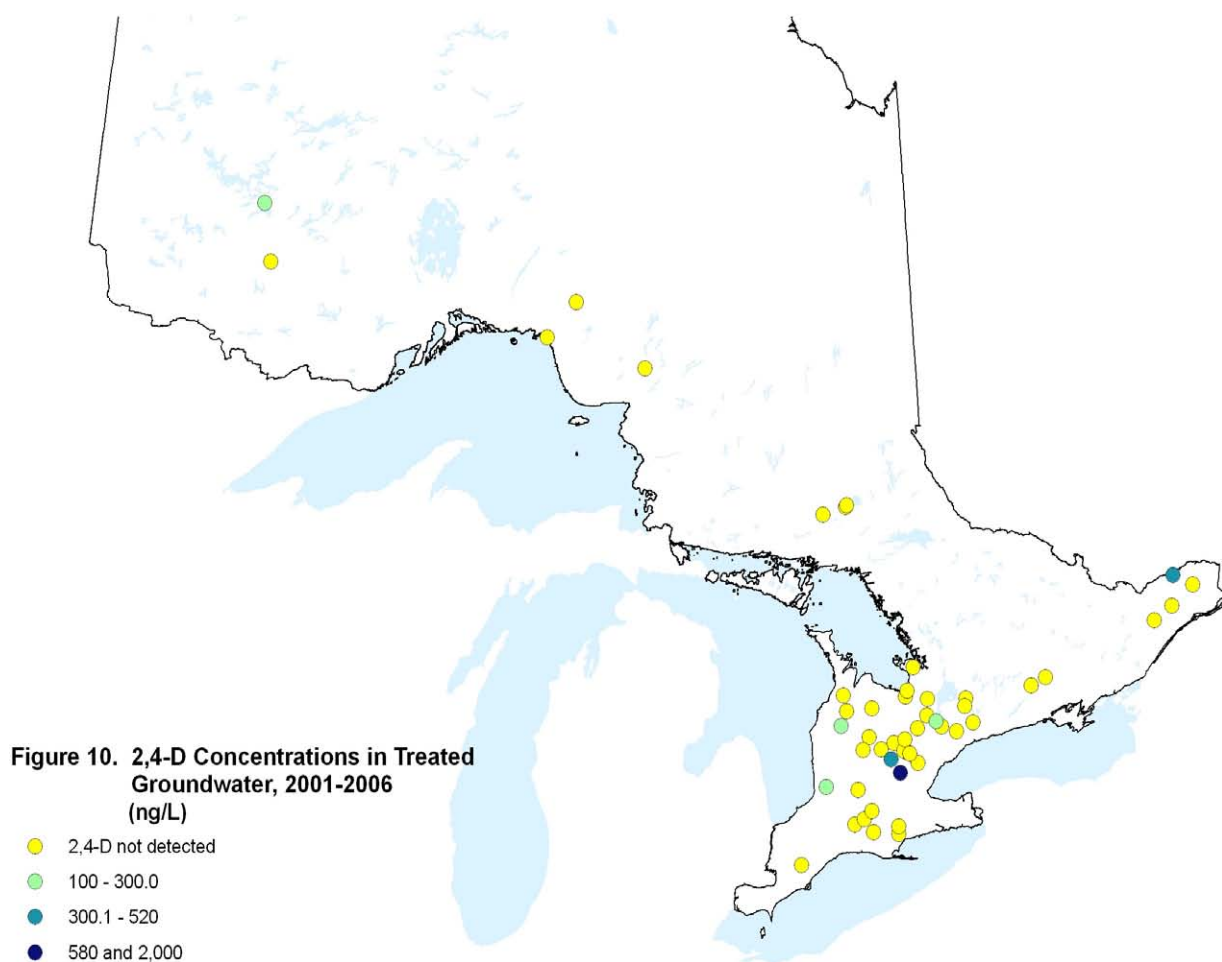 Figure 10. 2,4-D Concentrations in Treated
Groundwater, 2001-2006
(ng/L)
2,4-D not detected
100 - 300.0
300.1 - 520
580 and 2,000